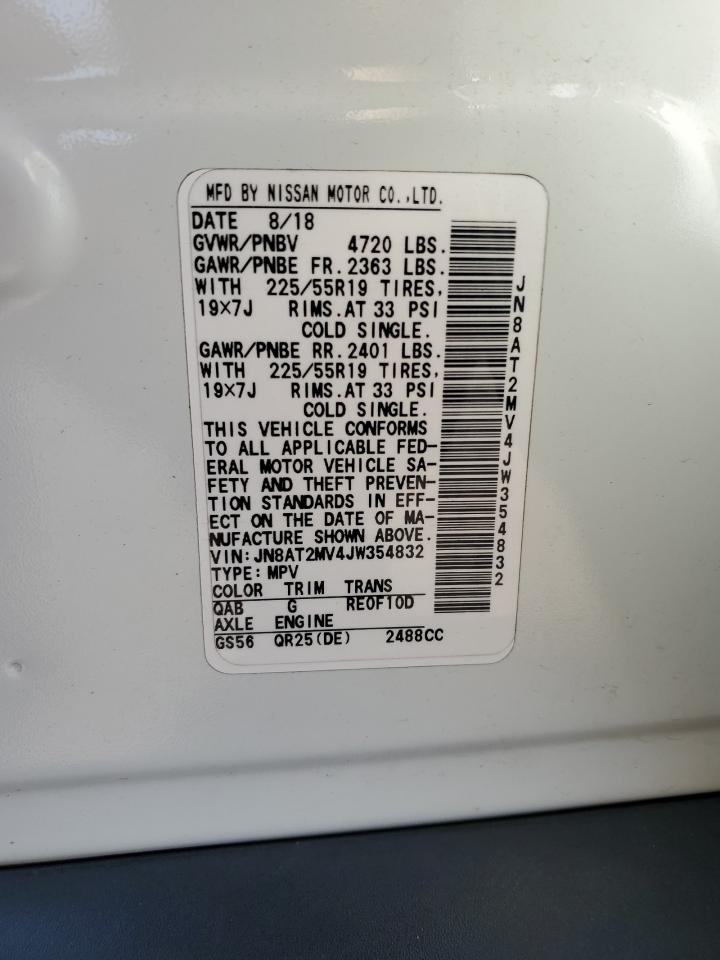 MFD BY NISSAN MOTOR CO.,LTD.
DATE 8/18
GVWR/PNBV 4720 LBS.
GAWR/PNBE FR. 2363 LBS.
WITH 225/55R19 TIRES,
19×7J RIMS. AT 33 PSI
COLD SINGLE.
GAWR/PNBE RR. 2401 LBS.
WITH 225/55R19 TIRES,
19×7J RIMS. AT 33 PSI
COLD SINGLE.
THIS VEHICLE CONFORMS
TO ALL APPLICABLE FED-
ERAL MOTOR VEHICLE SA-
FETY AND THEFT PREVEN-
TION STANDARDS IN EFF-
ECT ON THE DATE OF MA-
NUFACTURE SHOWN ABOVE.
VIN: JN8AT2MV4JW354832
TYPE: MPV
COLOR TRIM TRANS
QAB G RE0F10D
AXLE ENGINE
GS56 QR25(DE) 2488CC
JN8AT2MV4JW354832